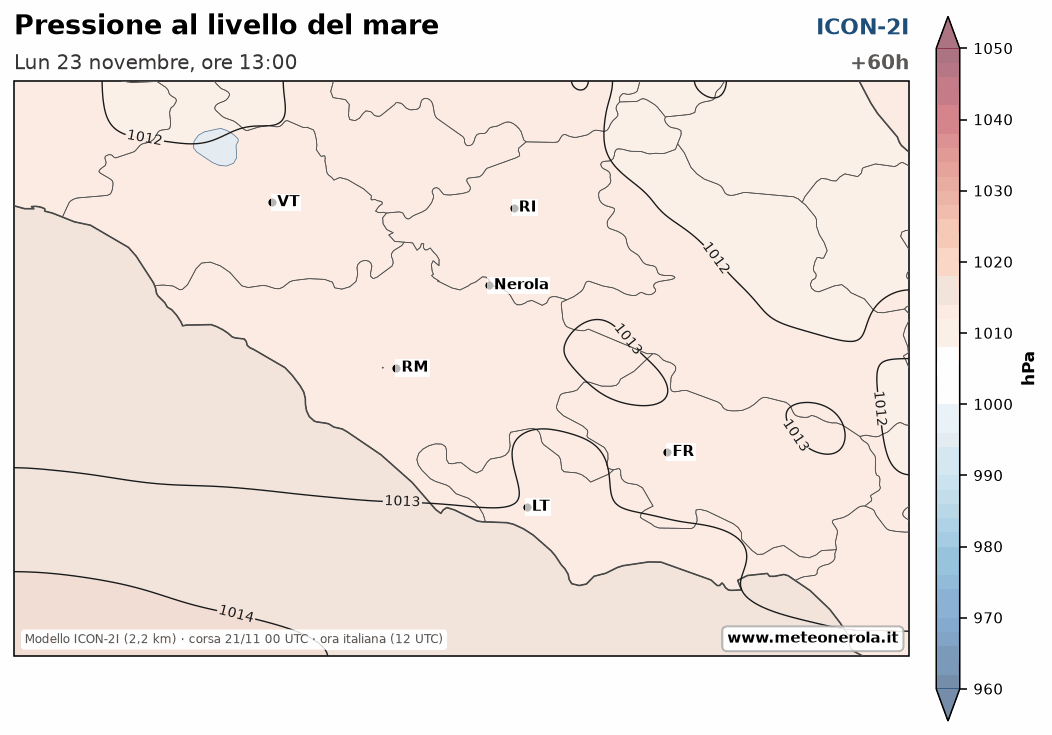 Pressione al livello del mare
ICON-2I
Lun 23 novembre, ore 13:00
+60h
1012
VT
RI
1012
Nerola
1013
RM
1012
1013
FR
1013
LT
1014
Modello ICON-2I (2,2 km) · corsa 21/11 00 UTC · ora italiana (12 UTC)
www.meteonerola.it
1050
1040
1030
1020
1010
1000
990
980
970
960
hPa